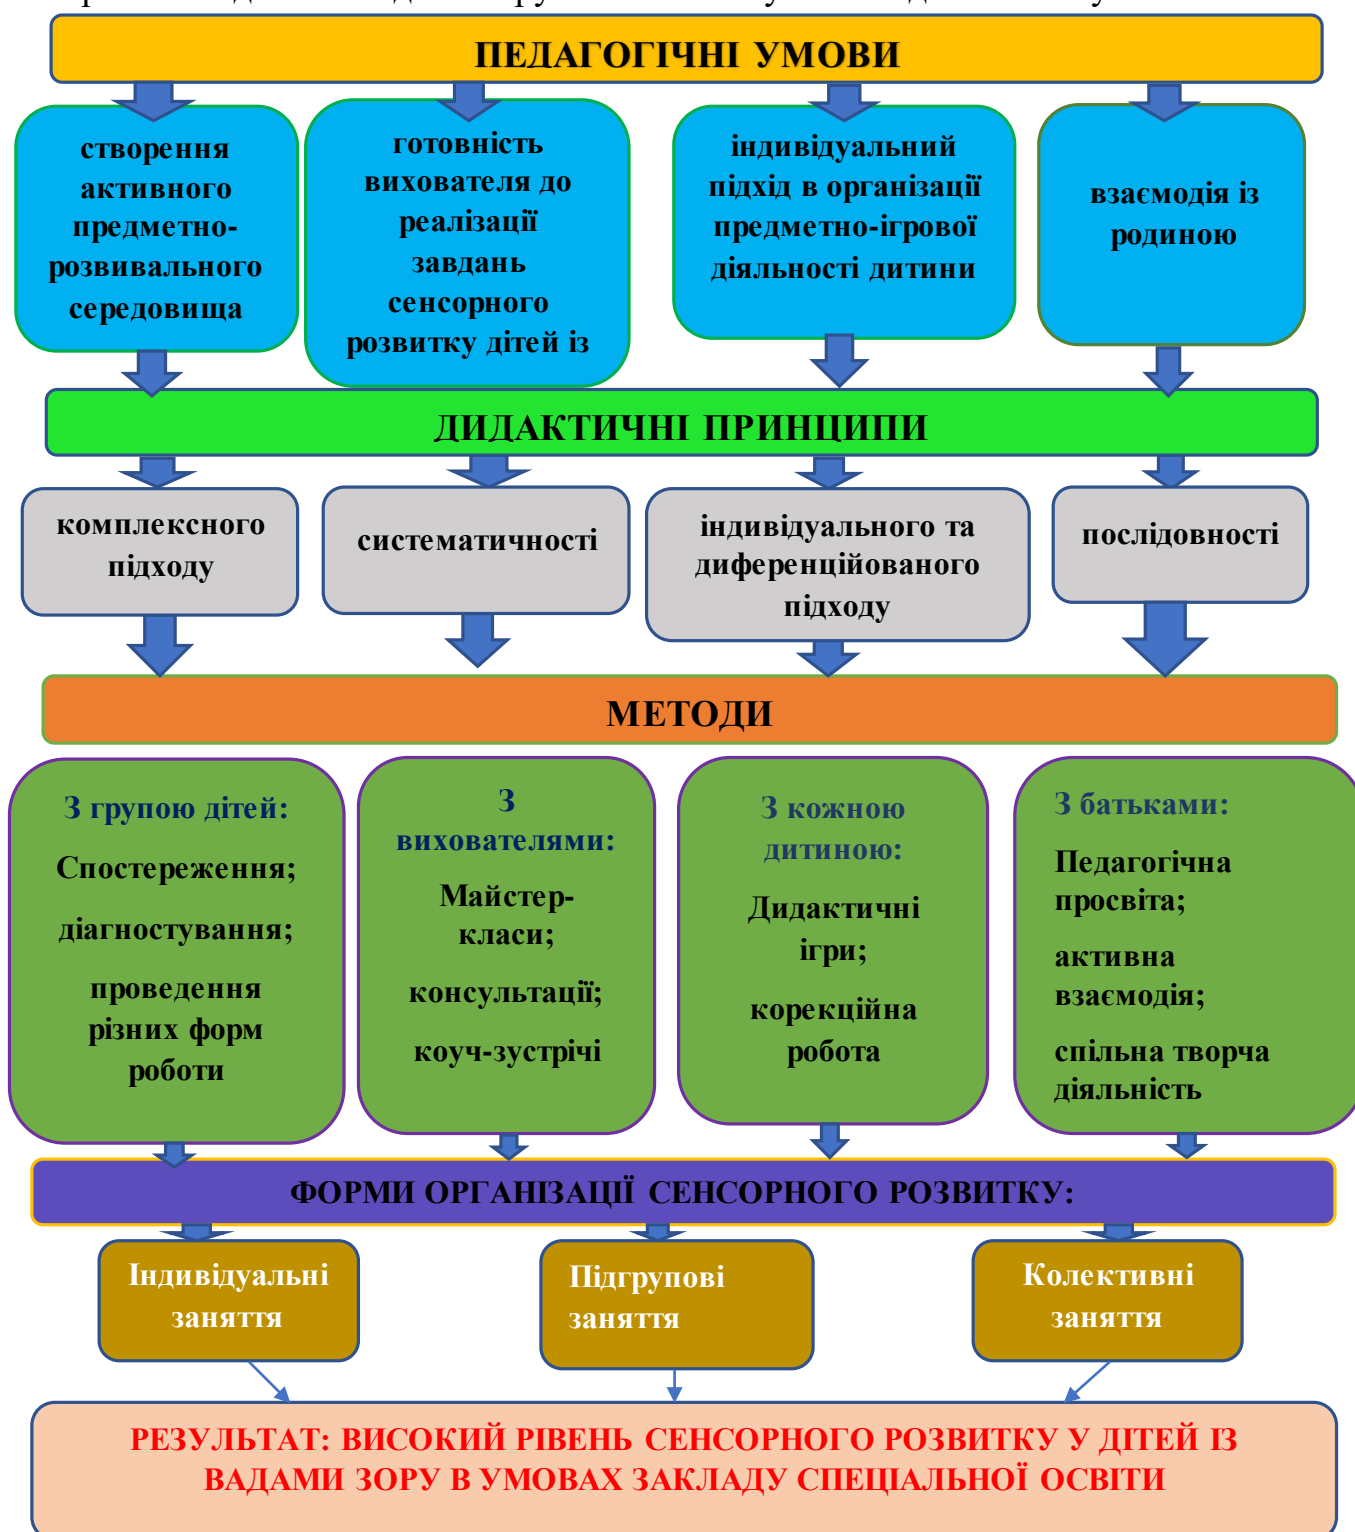 ПЕДАГОГІЧНІ УМОВИ
створення
активного
предметно-
розвивального
середовища
готовність
вихователя до
реалізації
завдань
сенсорного
розвитку дітей із
індивідуальний
підхід в організації
предметно-ігрової
діяльності дитини
взаємодія із
родиною
ДИДАКТИЧНІ ПРИНЦИПИ
комплексного
підходу
систематичності
індивідуального та
диференційованого
підходу
послідовності
МЕТОДИ
З групою дітей:
Спостереження;
діагностування;
проведення
різних форм
роботи
З
вихователями:
Майстер-
класи;
консультації;
коуч-зустрічі
З кожною
дитиною:
Дидактичні
ігри;
корекційна
робота
З батьками:
Педагогічна
просвіта;
активна
взаємодія;
спільна творча
діяльність
ФОРМИ ОРГАНІЗАЦІЇ СЕНСОРНОГО РОЗВИТКУ:
Індивідуальні
заняття
Підгрупові
заняття
Колективні
заняття
РЕЗУЛЬТАТ: ВИСОКИЙ РІВЕНЬ СЕНСОРНОГО РОЗВИТКУ У ДІТЕЙ ІЗ
ВАДАМИ ЗОРУ В УМОВАХ ЗАКЛАДУ СПЕЦІАЛЬНОЇ ОСВІТИ